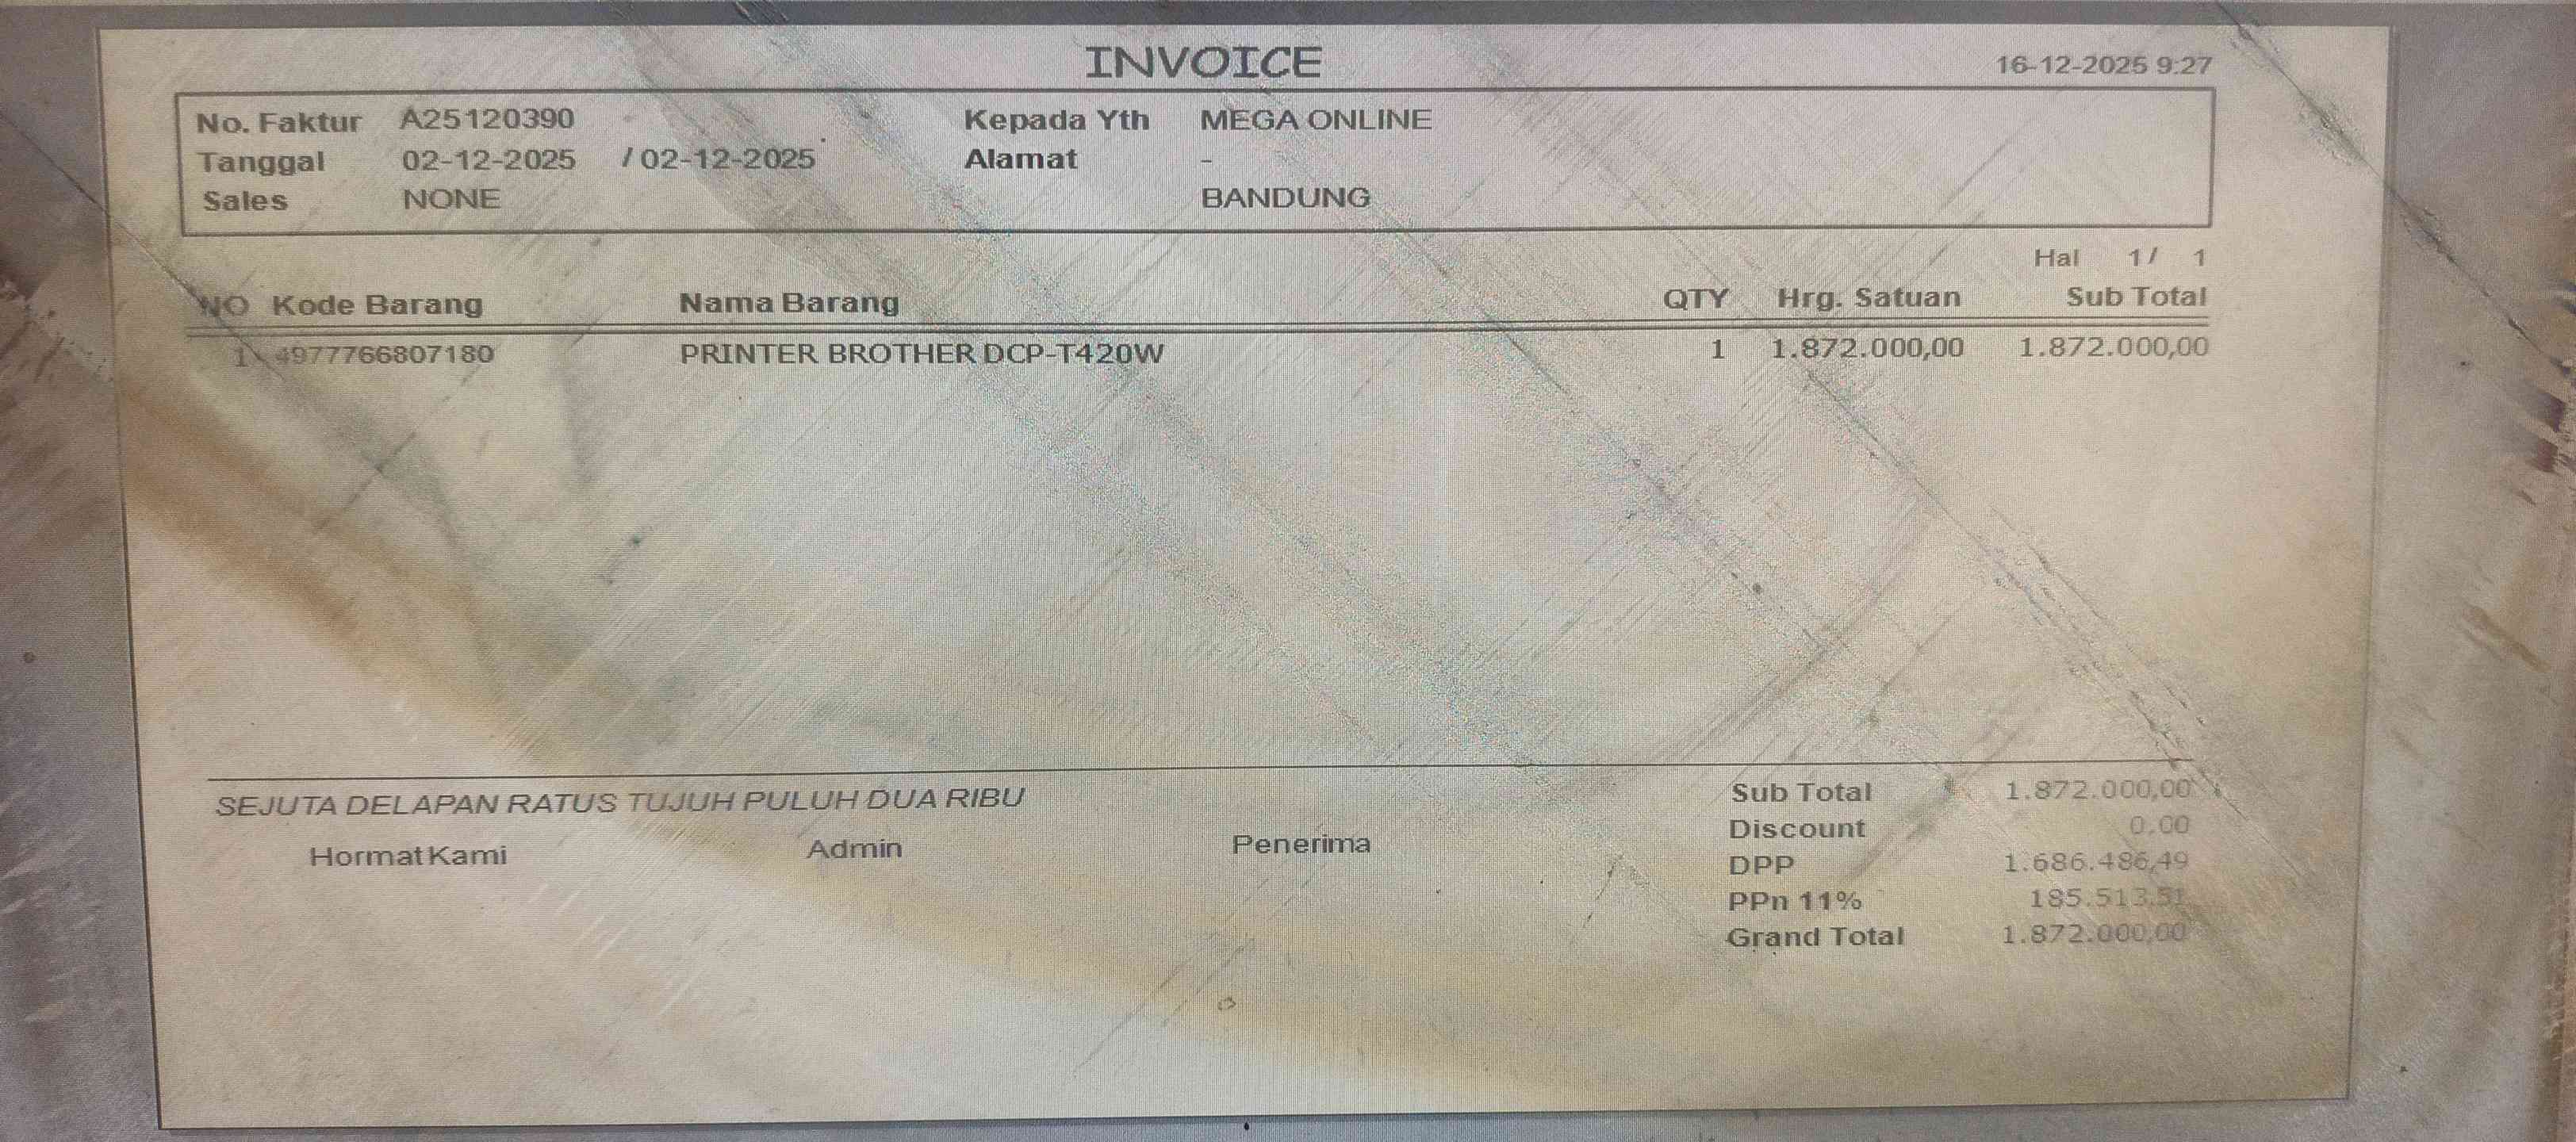 INVOICE
16-12-2025 9:27
No. Faktur A25120390 Kepada Yth MEGA ONLINE
Tanggal 02-12-2025 / 02-12-2025 Alamat -
Sales NONE BANDUNG
Hal 1/ 1
NO Kode Barang Nama Barang QTY Hrg. Satuan Sub Total
1 4977766807180 PRINTER BROTHER DCP-T420W 1 1.872.000,00 1.872.000,00
SEJUTA DELAPAN RATUS TUJUH PULUH DUA RIBU
Hormat Kami Admin Penerima
Sub Total 1.872.000,00
Discount 0.00
DPP 1.686.486,49
PPn 11% 185.513,51
Grand Total 1.872.000,00